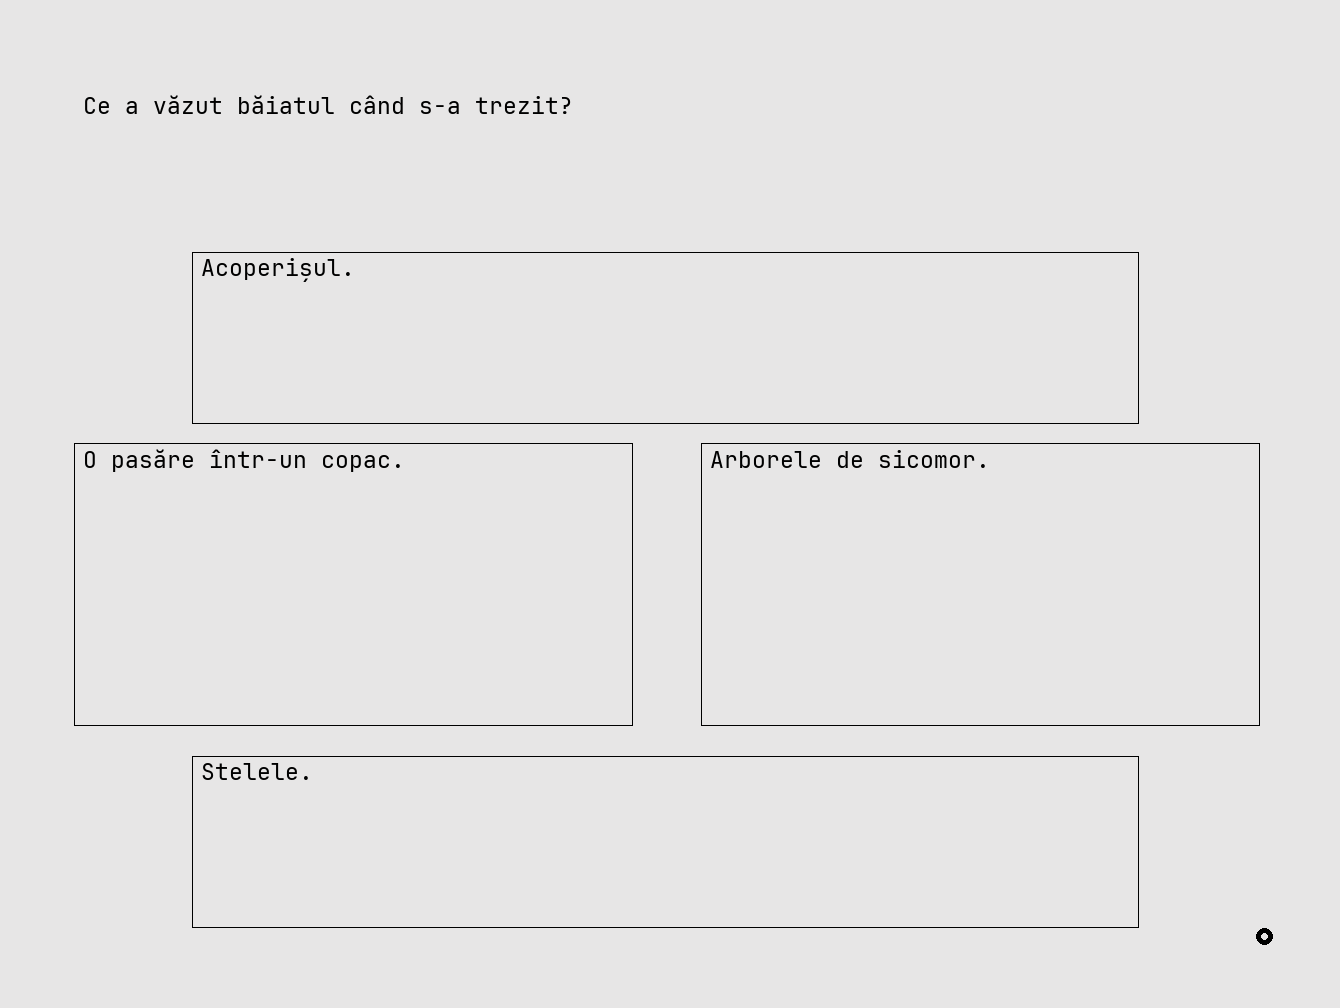 Ce a văzut băiatul când s-a trezit?
Acoperișul.
O pasăre într-un copac.
Arborele de sicomor.
Stelele.